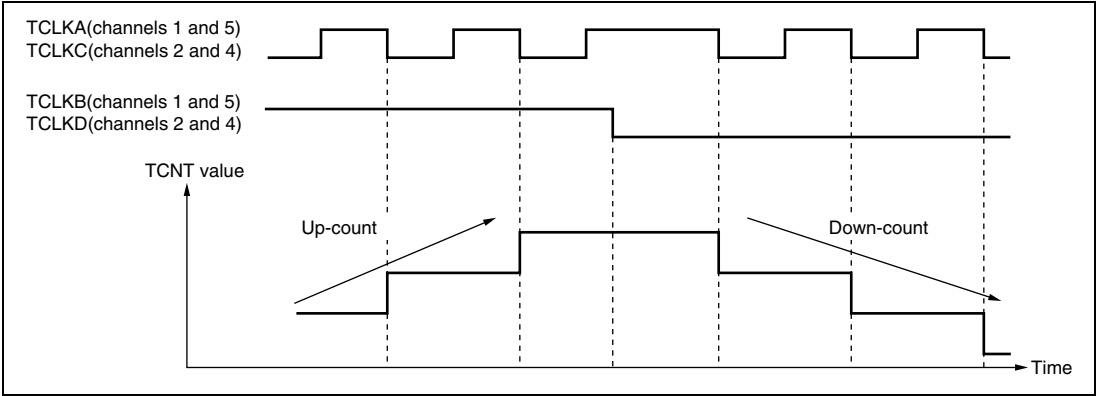 TCLKA(channels 1 and 5)
TCLKC(channels 2 and 4)
TCLKB(channels 1 and 5)
TCLKD(channels 2 and 4)
TCNT value
Up-count
Down-count
Time